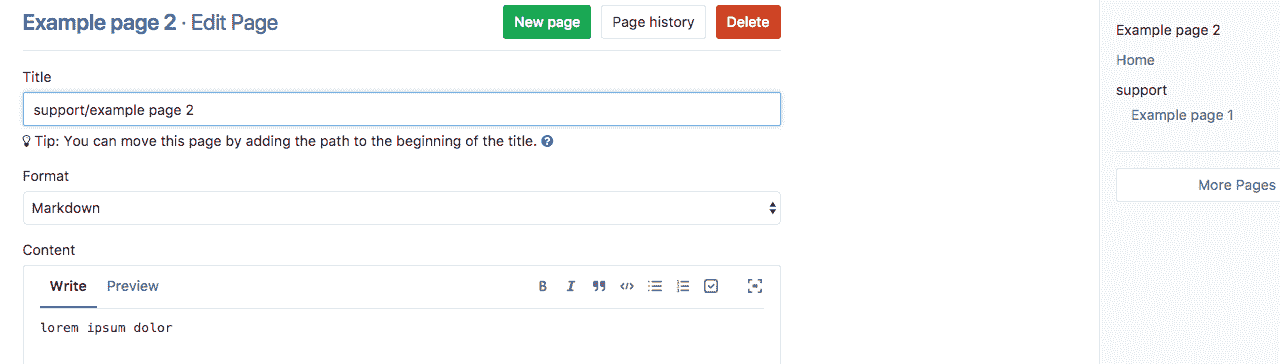 Example page 2 · Edit Page
New page
Page history
Delete
Title
support/example page 2
Tip: You can move this page by adding the path to the beginning of the title. ?
Format
Markdown
Content
Write
Preview
B
I
lorem ipsum dolor
Example page 2
Home
support
Example page 1
More Pages